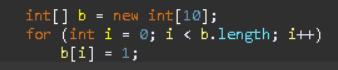 int[] b = new int[10];
for (int i = 0; i < b.length; i++)
    b[i] = 1;